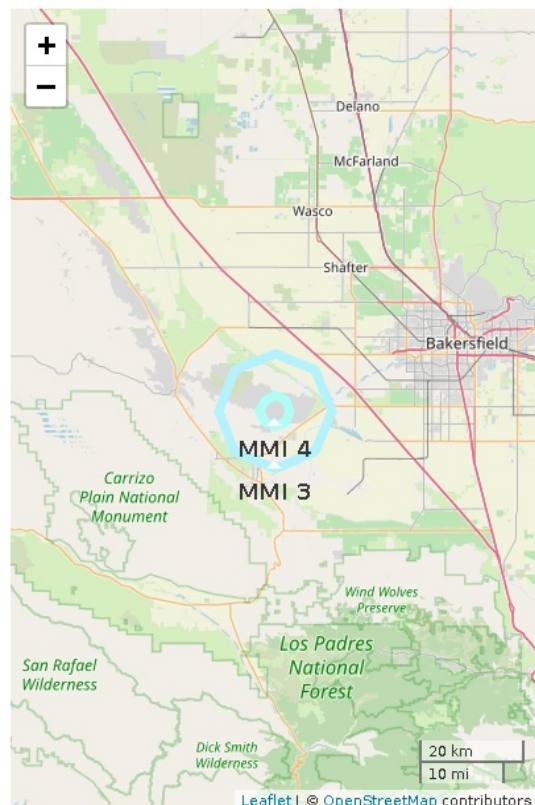 +
−
Delano
McFarland
Wasco
Shafter
Bakersfield
MMI 4
MMI 3
Carrizo
Plain National
Monument
Wind Wolves
Preserve
Los Padres
National
Forest
San Rafael
Wilderness
Dick Smith
Wilderness
20 km
10 mi
Leaflet | © OpenStreetMap contributors